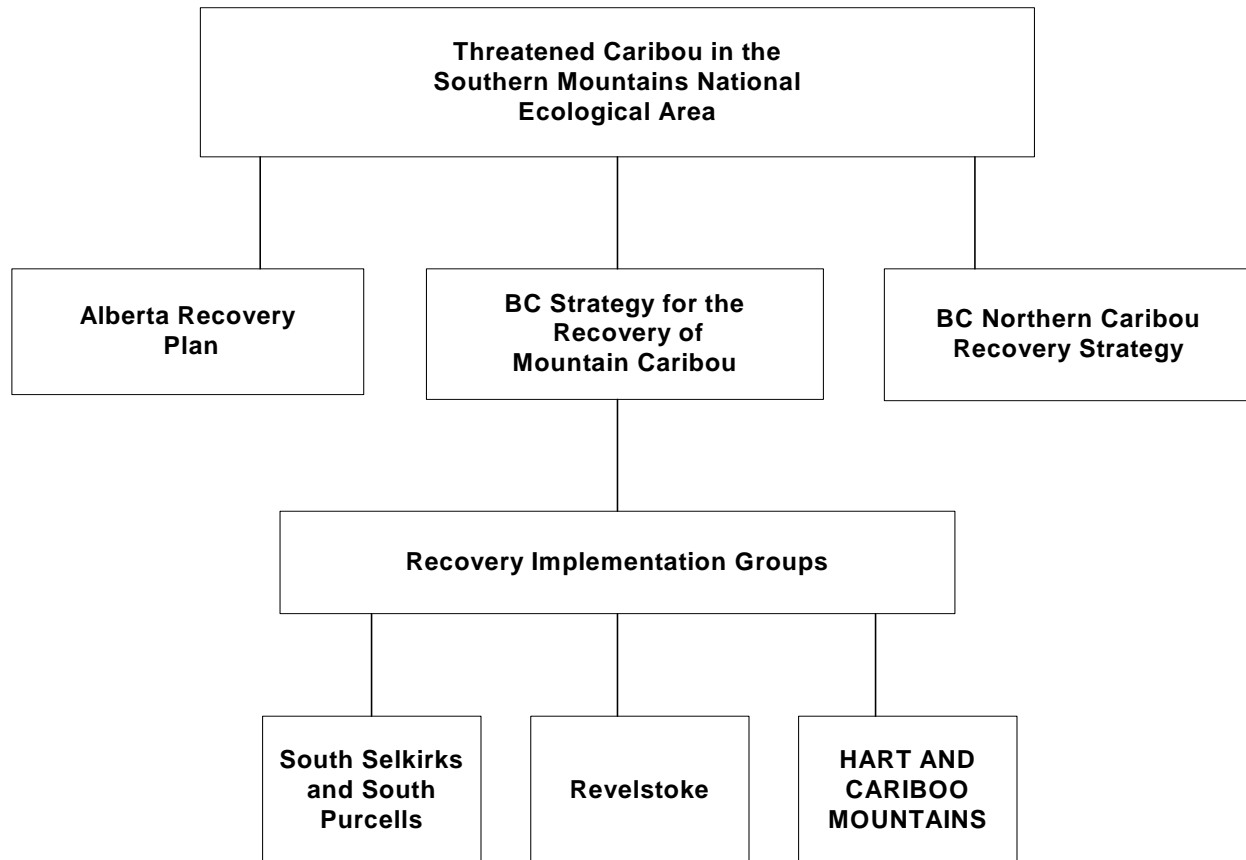 Threatened Caribou in the
Southern Mountains National
Ecological Area
Alberta Recovery
Plan
BC Strategy for the
Recovery of
Mountain Caribou
BC Northern Caribou
Recovery Strategy
Recovery Implementation Groups
South Selkirks
and South
Purcells
Revelstoke
HART AND
CARIBOO
MOUNTAINS